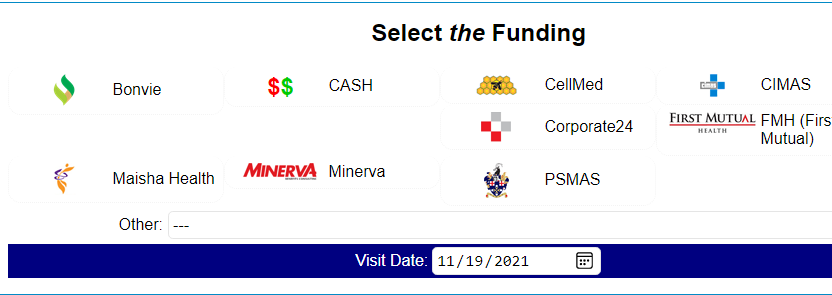 Select the Funding
Bonvie
$$ CASH
CellMed
CIMAS
Corporate24
FIRST MUTUAL
HEALTH
FMH (Firs
Mutual)
Maisha Health
MINERVA
Minerva
PSMAS
Other: ---
Visit Date: 11/19/2021